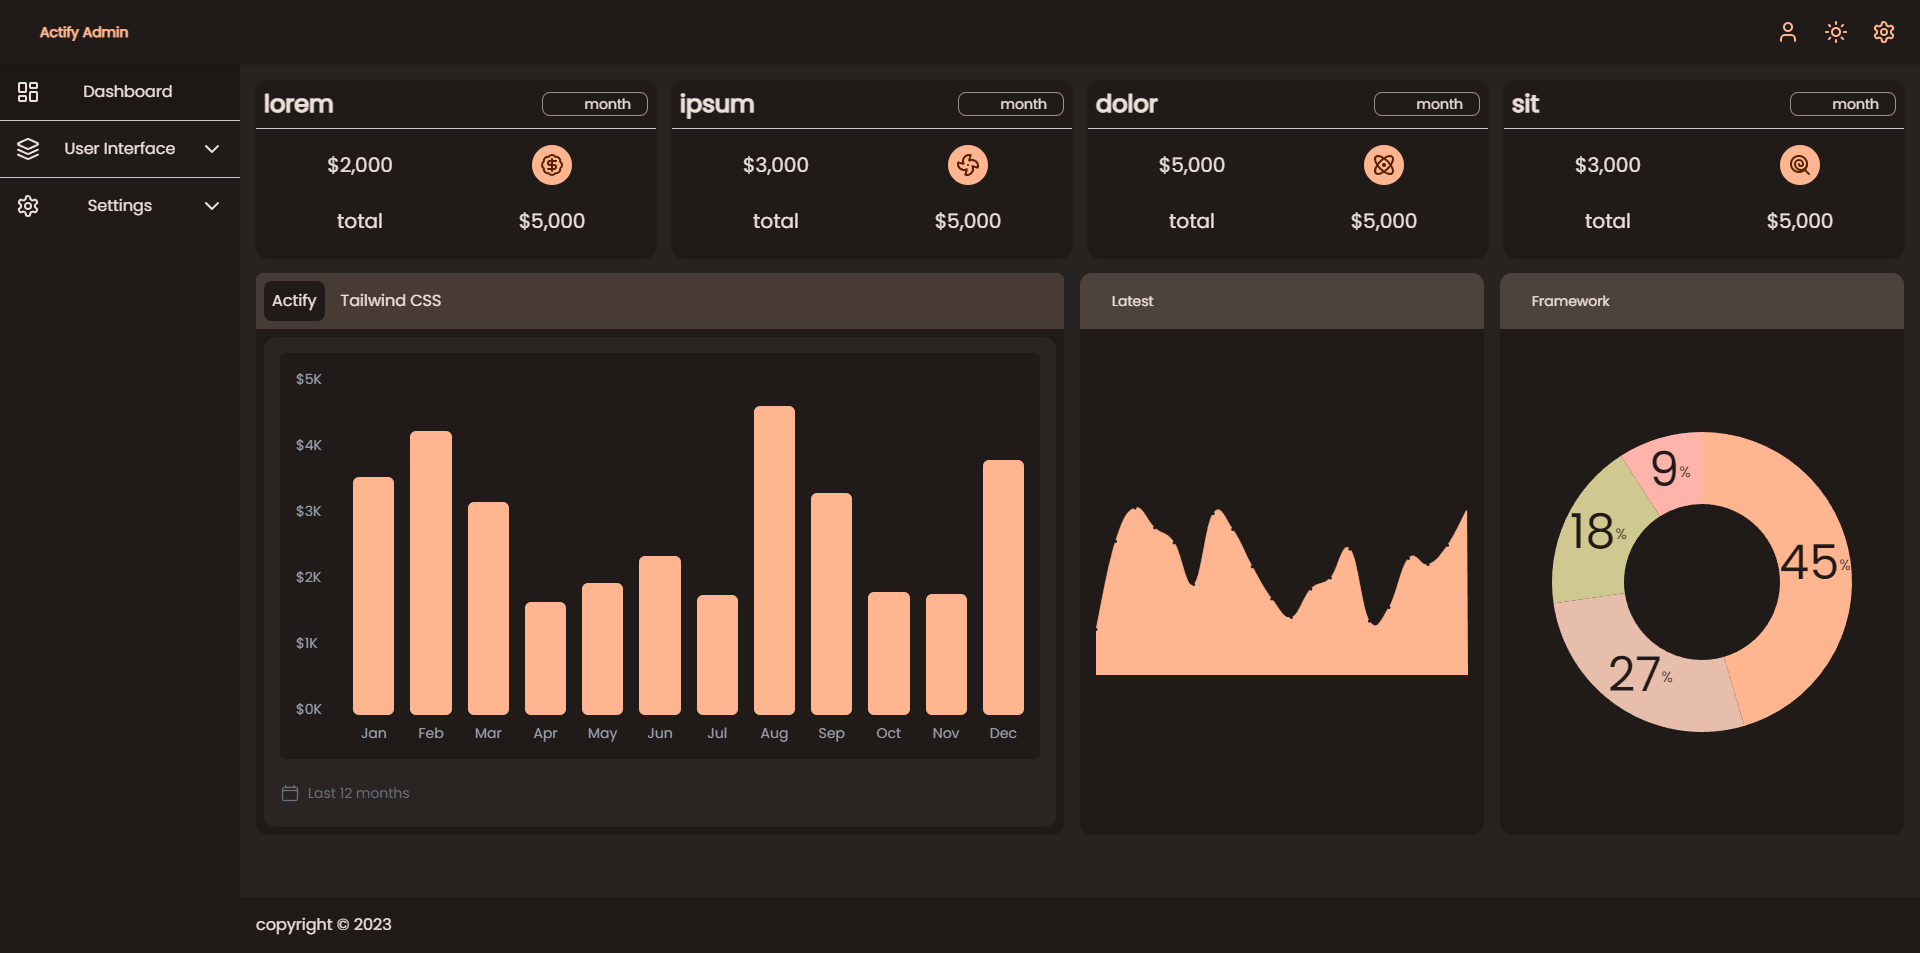 Actify Admin
Dashboard
User Interface
Settings
lorem month
$2,000
total $5,000
ipsum month
$3,000
total $5,000
dolor month
$5,000
total $5,000
sit month
$3,000
total $5,000
Actify Tailwind CSS
$5K
$4K
$3K
$2K
$1K
$0K
Jan Feb Mar Apr May Jun Jul Aug Sep Oct Nov Dec
Last 12 months
Latest
Framework
9%
18%
45%
27%
copyright © 2023